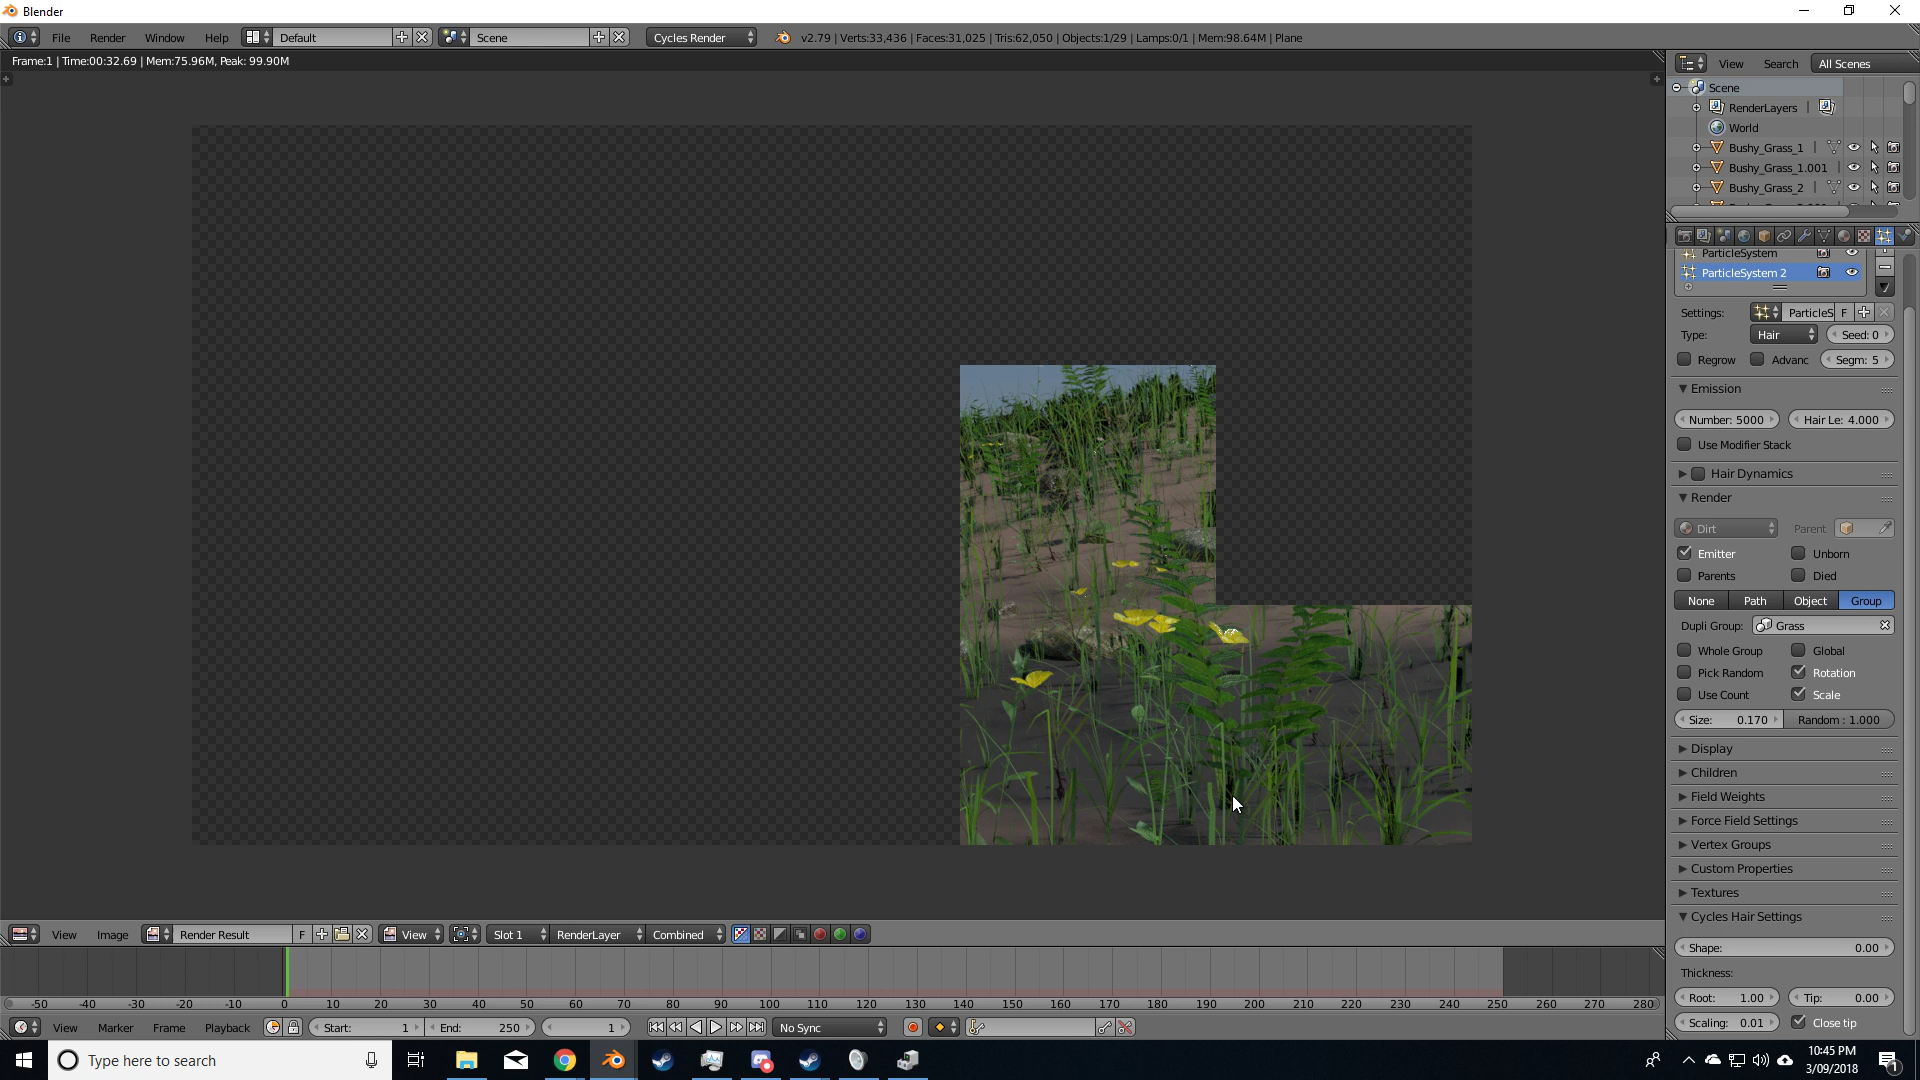 Blender
File Render Window Help Default Scene Cycles Render v2.79 | Verts:33,436 | Faces:31,025 | Tris:62,050 | Objects:1/29 | Lamps:0/1 | Mem:98.64M | Plane
Frame:1 | Time:00:32.69 | Mem:75.96M, Peak: 99.90M
View Search All Scenes
Scene
RenderLayers |
World
Bushy_Grass_1 |
Bushy_Grass_1.001 |
Bushy_Grass_2 |
ParticleSystem
ParticleSystem 2
Settings: ParticleS F
Type: Hair Seed: 0
Regrow Advanc Segm: 5
Emission
Number: 5000 Hair Le: 4.000
Use Modifier Stack
Hair Dynamics
Render
Dirt Parent
Emitter Unborn
Parents Died
None Path Object Group
Dupli Group: Grass
Whole Group Global
Pick Random Rotation
Use Count Scale
Size: 0.170 Random : 1.000
Display
Children
Field Weights
Force Field Settings
Vertex Groups
Custom Properties
Textures
Cycles Hair Settings
Shape: 0.00
Thickness:
Root: 1.00 Tip: 0.00
Scaling: 0.01 Close tip
View Image Render Result F View Slot 1 RenderLayer Combined
-50 -40 -30 -20 -10 0 10 20 30 40 50 60 70 80 90 100 110 120 130 140 150 160 170 180 190 200 210 220 230 240 250 260 270 280
View Marker Frame Playback Start: 1 End: 250 1 No Sync
Type here to search
10:45 PM
3/09/2018
1